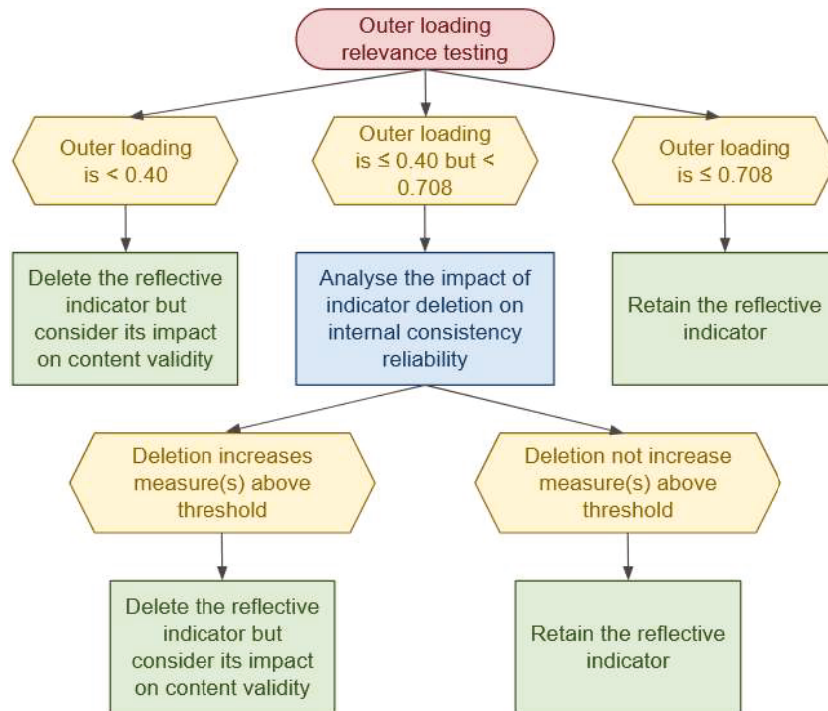 Outer loading
relevance testing
Outer loading
is < 0.40
Outer loading
is ≤ 0.40 but <
0.708
Outer loading
is ≤ 0.708
Delete the reflective
indicator but
consider its impact
on content validity
Analyse the impact of
indicator deletion on
internal consistency
reliability
Retain the reflective
indicator
Deletion increases
measure(s) above
threshold
Deletion not increase
measure(s) above
threshold
Delete the reflective
indicator but
consider its impact
on content validity
Retain the reflective
indicator